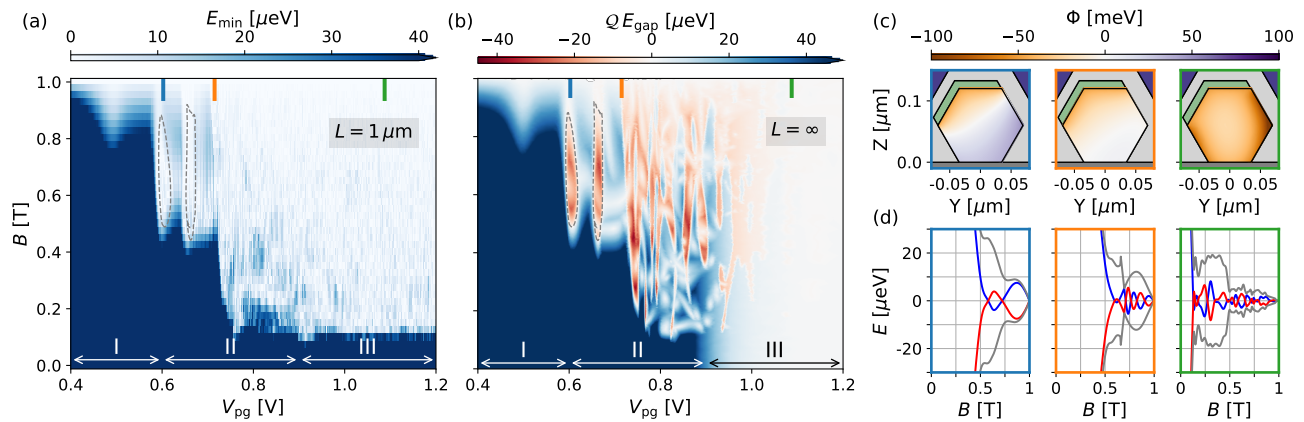 (a)
E_min [μeV]
0 10 20 30 40
L = 1 μm
1.0
0.8
0.6
0.4
0.2
0.0
B [T]
I II III
0.4 0.6 0.8 1.0 1.2
V_pg [V]
(b)
𝒬 E_gap [μeV]
−40 −20 0 20 40
L = ∞
I II III
0.4 0.6 0.8 1.0 1.2
V_pg [V]
(c)
Φ [meV]
−100 −50 0 50 100
0.1
0.0
Z [μm]
−0.05 0 0.05
−0.05 0 0.05
−0.05 0 0.05
Y [μm] Y [μm] Y [μm]
(d)
20
0
-20
E [μeV]
0 0.5 1
0 0.5 1
0 0.5 1
B [T] B [T] B [T]